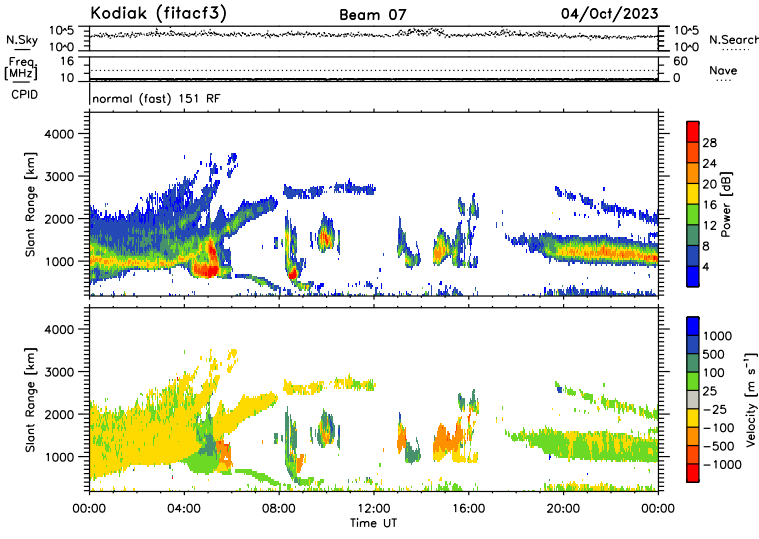 Kodiak (fitacf3) Beam 07 04/Oct/2023
N.Sky 10^5 10^0 10^5 10^0 N.Search
Freq. [MHz] 16 10 60 0 Nave
CPID normal (fast) 151 RF
Slant Range [km] 4000 3000 2000 1000
Power [dB] 28 24 20 16 12 8 4
Slant Range [km] 4000 3000 2000 1000
Velocity [m s^-1] 1000 500 100 25 -25 -100 -500 -1000
00:00 04:00 08:00 12:00 16:00 20:00 00:00
Time UT